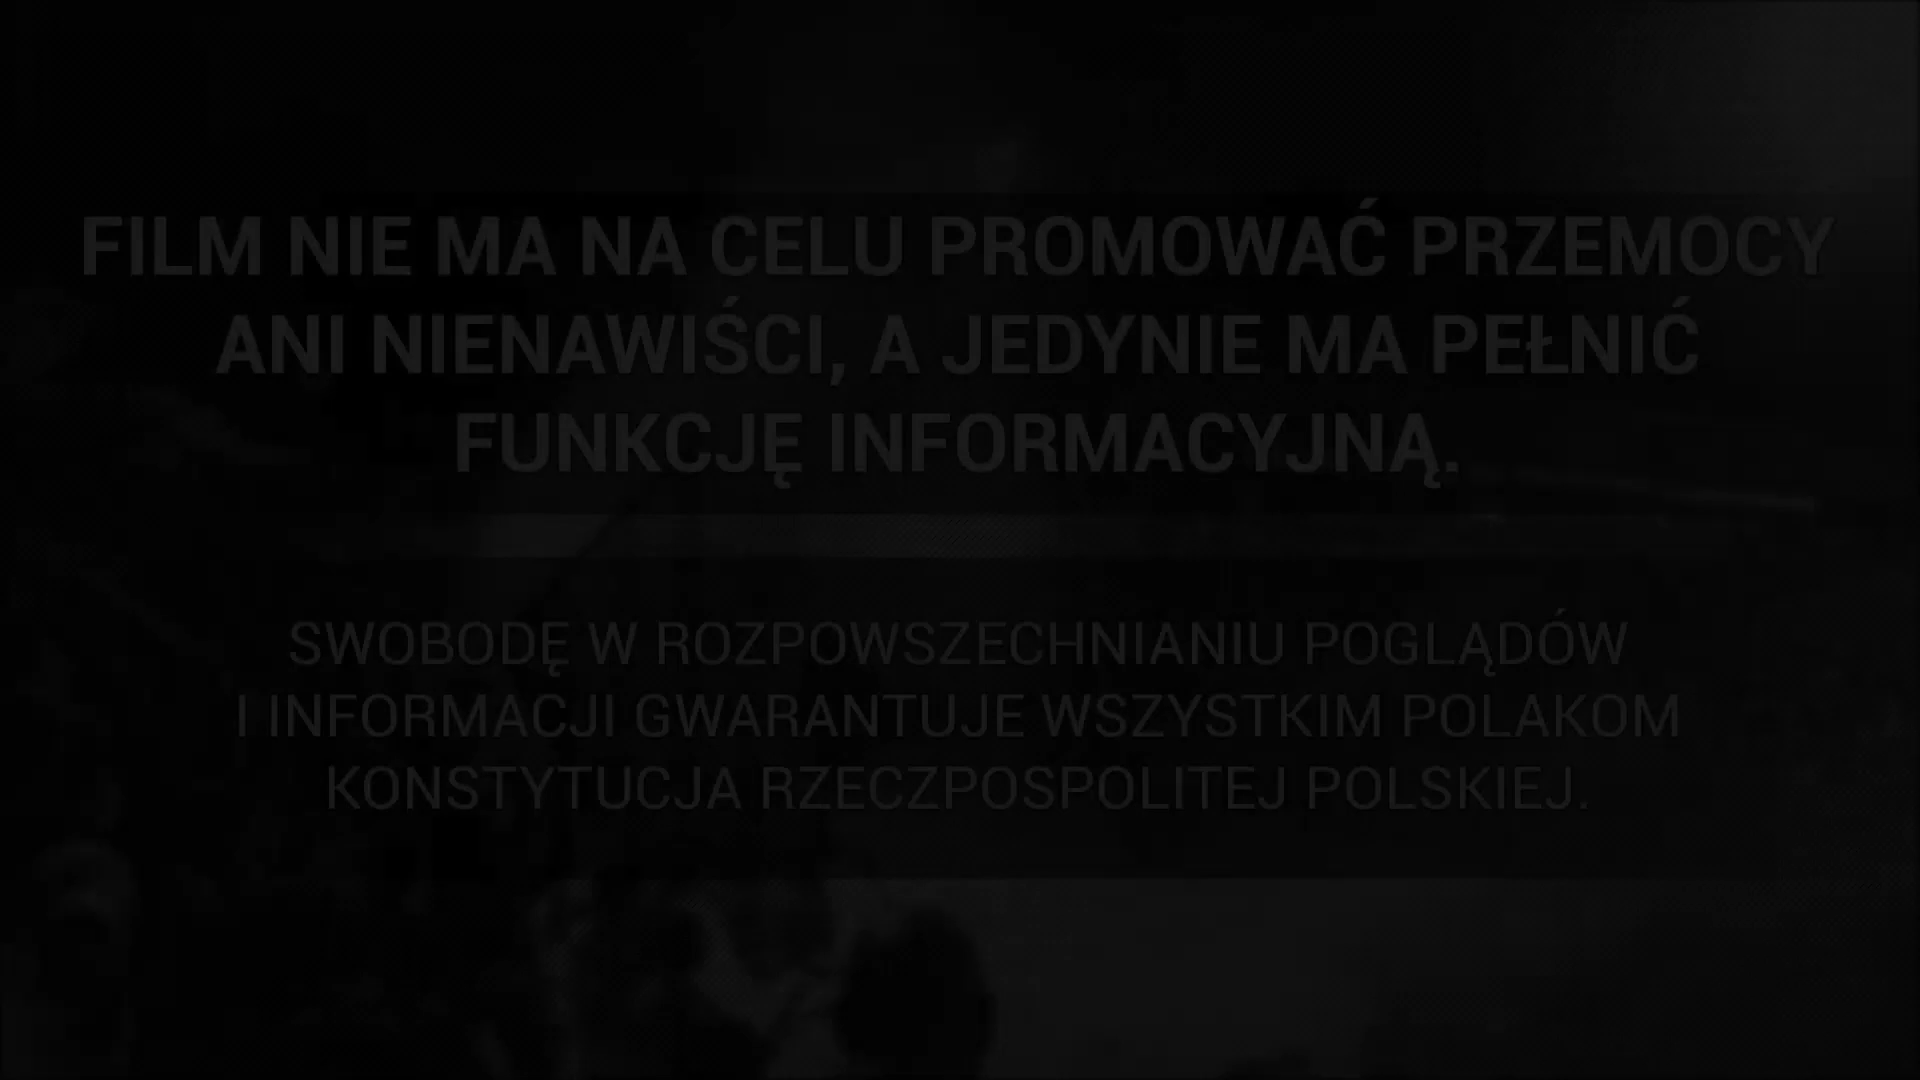 FILM NIE MA NA CELU PROMOWAĆ PRZEMOCY
ANI NIENAWIŚCI, A JEDYNIE MA PEŁNIĆ
FUNKCJĘ INFORMACYJNĄ.
SWOBODĘ W ROZPOWSZECHNIANIU POGLĄDÓW
I INFORMACJI GWARANTUJE WSZYSTKIM POLAKOM
KONSTYTUCJA RZECZPOSPOLITEJ POLSKIEJ.